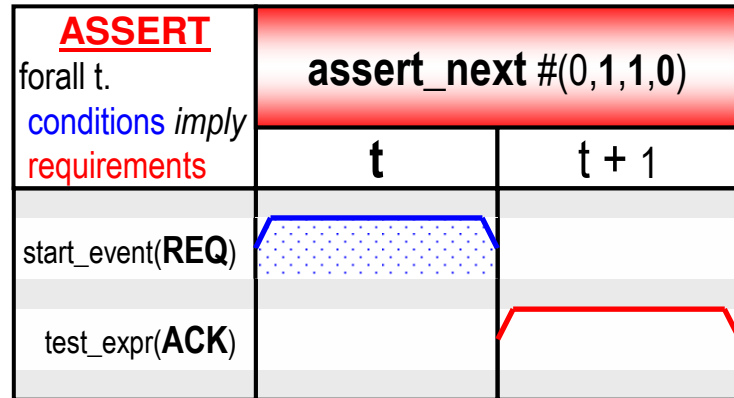 ASSERT
forall t.
conditions imply
requirements
assert_next #(0,1,1,0)
t
t + 1
start_event(REQ)
test_expr(ACK)